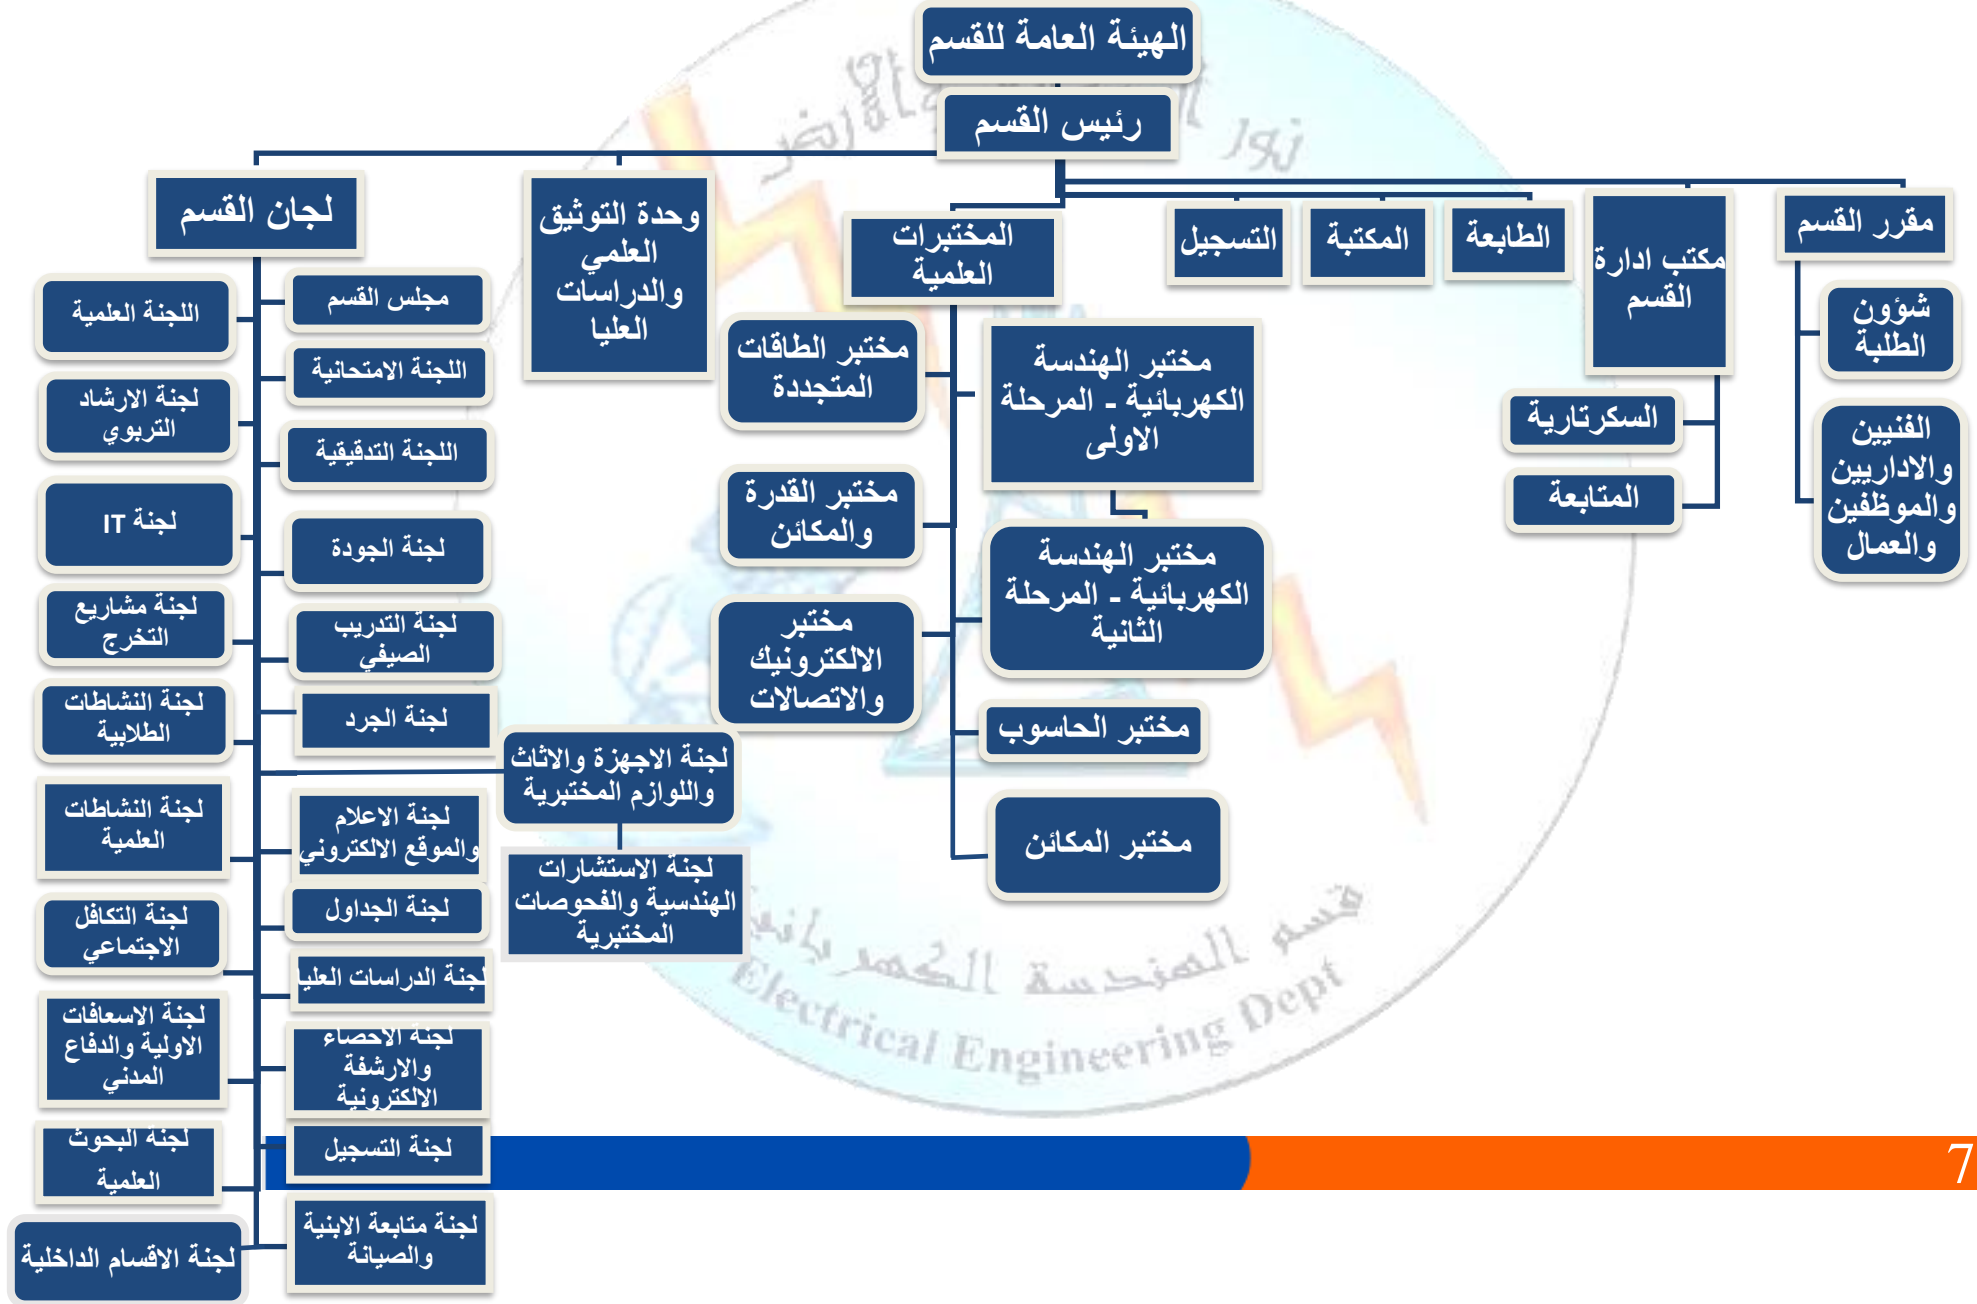 الهيئة العامة للقسم
رئيس القسم
مقرر القسم
شؤون
الطلبة
الفنيين
والاداريين
والموظفين
والعمال
مكتب ادارة
القسم
السكرتارية
المتابعة
الطابعة
المكتبة
التسجيل
المختبرات
العلمية
مختبر الهندسة
الكهربائية - المرحلة
الاولى
مختبر الهندسة
الكهربائية - المرحلة
الثانية
مختبر الحاسوب
مختبر المكائن
مختبر الطاقات
المتجددة
مختبر القدرة
والمكائن
مختبر
الالكترونيك
والاتصالات
وحدة التوثيق
العلمي
والدراسات
العليا
لجان القسم
مجلس القسم
اللجنة الامتحانية
اللجنة التدقيقية
لجنة الجودة
لجنة التدريب
الصيفي
لجنة الجرد
لجنة الاجهزة والاثاث
واللوازم المختبرية
لجنة الاستشارات
الهندسية والفحوصات
المختبرية
لجنة الاعلام
والموقع الالكتروني
لجنة الجداول
لجنة الدراسات العليا
لجنة الاحصاء
والارشفة
الالكترونية
لجنة التسجيل
لجنة متابعة الابنية
والصيانة
اللجنة العلمية
لجنة الارشاد
التربوي
لجنة IT
لجنة مشاريع
التخرج
لجنة النشاطات
الطلابية
لجنة النشاطات
العلمية
لجنة التكافل
الاجتماعي
لجنة الاسعافات
الاولية والدفاع
المدني
لجنة البحوث
العلمية
لجنة الاقسام الداخلية
نور
والارض
قسم الهندسة الكهربائية
Electrical Engineering Dept
7